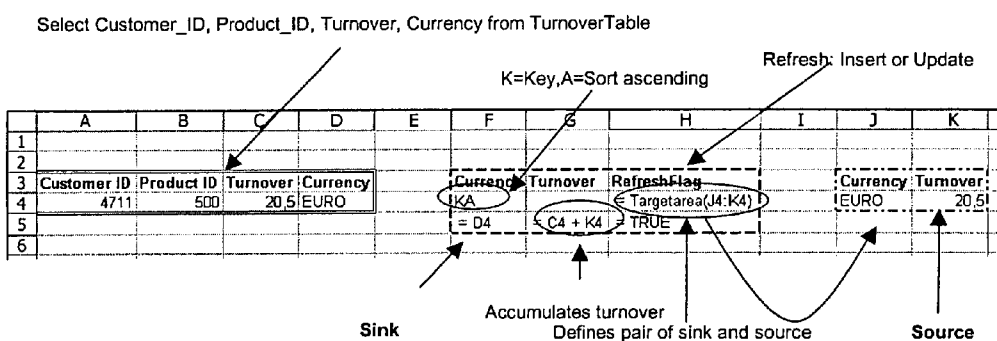 Select Customer_ID, Product_ID, Turnover, Currency from TurnoverTable
Refresh: Insert or Update
K=Key,A=Sort ascending
A B C D E F G H I J K
1
2
3 Customer ID Product ID Turnover Currency Currency Turnover RefreshFlag Currency Turnover
4 4711 500 20,5 EURO KA = Targetarea(J4:K4) EURO 20,5
5 = D4 = C4 + K4 = TRUE
6
Accumulates turnover
Sink Defines pair of sink and source Source